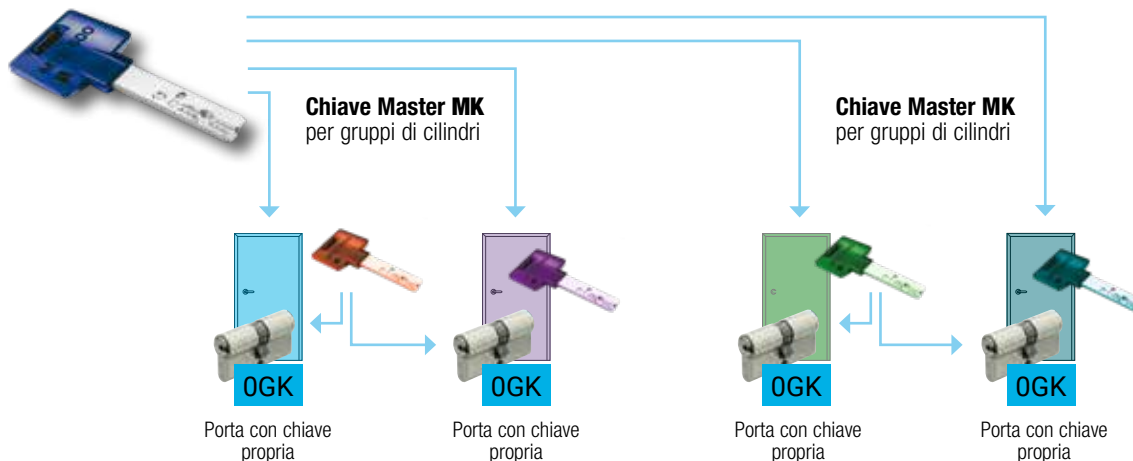 Chiave Master MK
per gruppi di cilindri
Chiave Master MK
per gruppi di cilindri
0GK
0GK
0GK
0GK
Porta con chiave
propria
Porta con chiave
propria
Porta con chiave
propria
Porta con chiave
propria